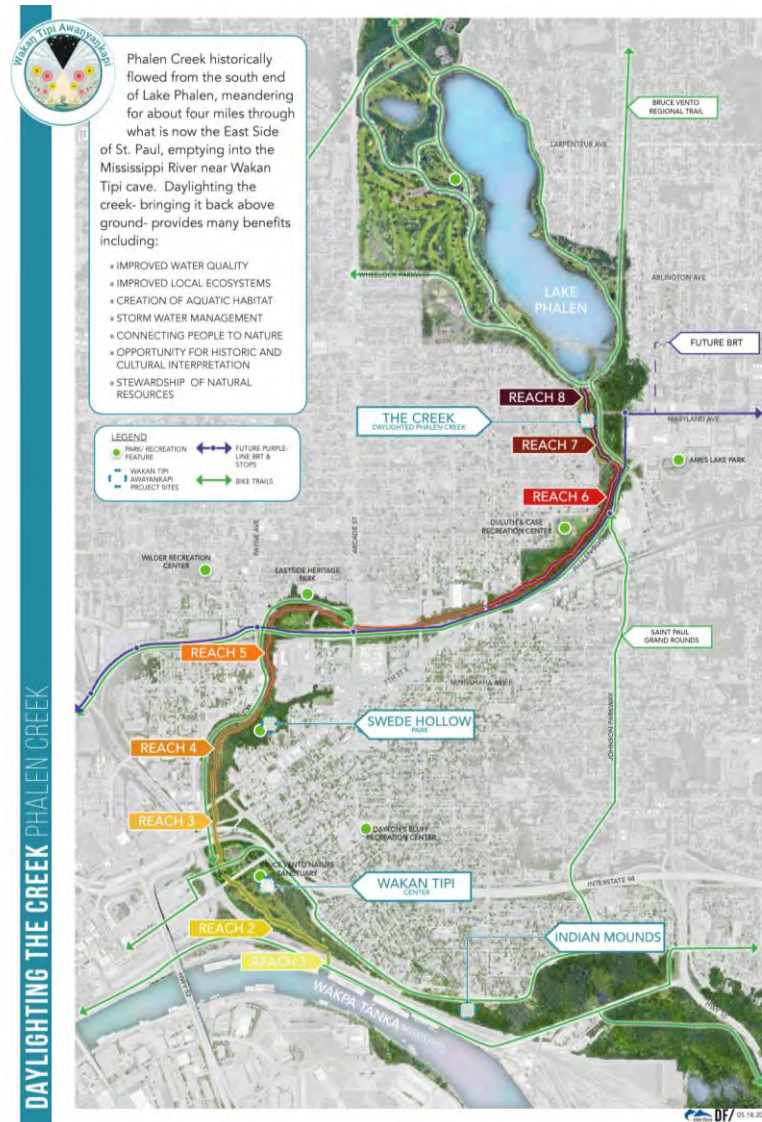 Wakan Tipi Awanyankapi
Phalen Creek historically
flowed from the south end
of Lake Phalen, meandering
for about four miles through
what is now the East Side
of St. Paul, emptying into the
Mississippi River near Wakan
Tipi cave. Daylighting the
creek- bringing it back above
ground- provides many benefits
including:
» IMPROVED WATER QUALITY
» IMPROVED LOCAL ECOSYSTEMS
» CREATION OF AQUATIC HABITAT
» STORM WATER MANAGEMENT
» CONNECTING PEOPLE TO NATURE
» OPPORTUNITY FOR HISTORIC AND
CULTURAL INTERPRETATION
» STEWARDSHIP OF NATURAL
RESOURCES
LEGEND
PARK/ RECREATION
FEATURE
WAKAN TIPI
AWAYANKAPI
PROJECT SITES
FUTURE PURPLE-
LINE BRT &
STOPS
BIKE TRAILS
BRUCE VENTO
REGIONAL TRAIL
LARPENTEUR AVE
WHEELOCK PARKWAY
ARLINGTON AVE
LAKE
PHALEN
FUTURE BRT
REACH 8
THE CREEK
DAYLIGHTED PHALEN CREEK
MARYLAND AVE
REACH 7
AMES LAKE PARK
REACH 6
DULUTH & CASE
RECREATION CENTER
PAYNE AVE
ARCADE ST
WILDER RECREATION
CENTER
EASTSIDE HERITAGE
PARK
SAINT PAUL
GRAND ROUNDS
REACH 5
7TH ST E
MINNEHAHA AVE E
JOHNSON PARKWAY
SWEDE HOLLOW
PARK
REACH 4
REACH 3
DAYTON'S BLUFF
RECREATION CENTER
BRUCE VENTO NATURE
SANCTUARY
WAKAN TIPI
CENTER
INTERSTATE 94
REACH 2
INDIAN MOUNDS
REACH 1
WAKPA TANKA
DAYLIGHTING THE CREEK PHALEN CREEK
DF/